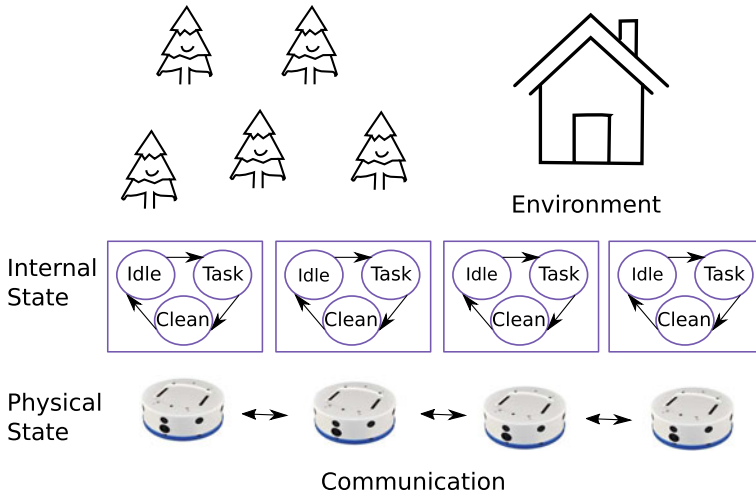 Environment
Internal
State
Idle
Task
Clean
Idle
Task
Clean
Idle
Task
Clean
Idle
Task
Clean
Physical
State
Communication